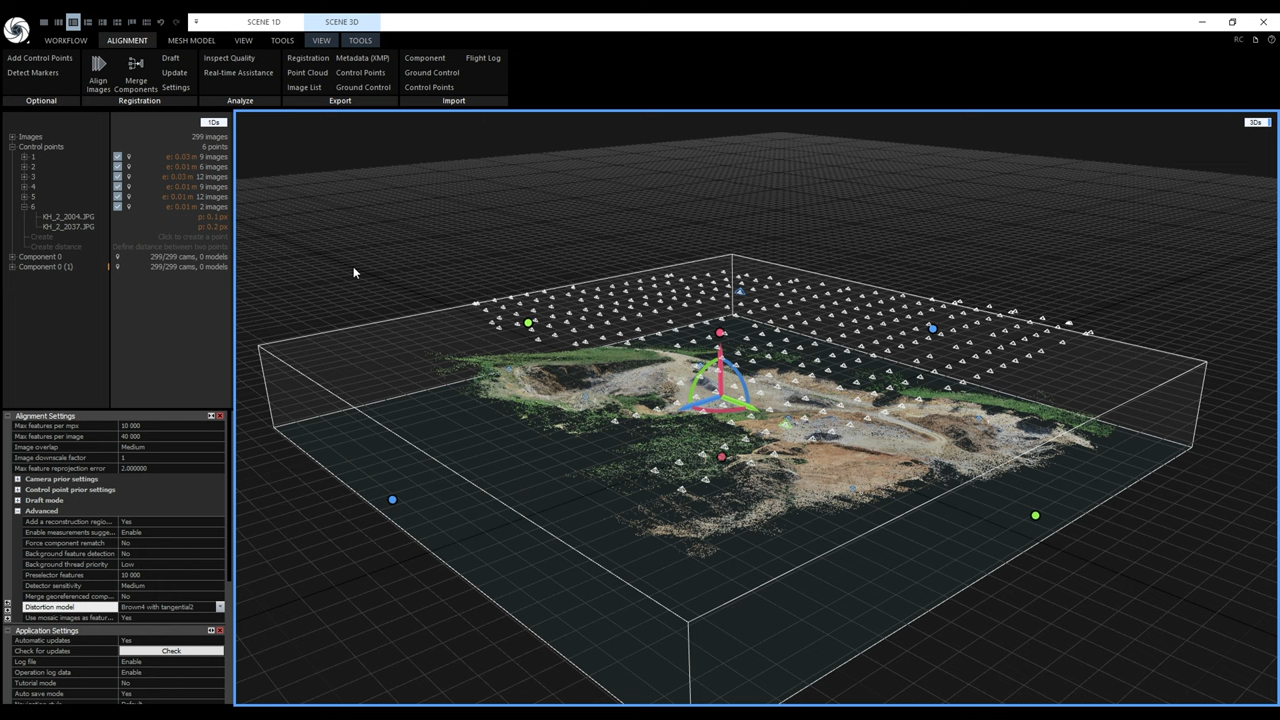 SCENE 1D SCENE 3D
WORKFLOW ALIGNMENT MESH MODEL VIEW TOOLS VIEW TOOLS RC
Add Control Points Draft Inspect Quality Registration Metadata (XMP) Component Flight Log
Detect Markers Align Images Merge Components Update Real-time Assistance Point Cloud Control Points Ground Control
Settings Image List Ground Control Control Points
Optional Registration Analyze Export Import
1Ds 3Ds
Images 299 images
Control points 6 points
1 e: 0.03 m 9 images
2 e: 0.01 m 6 images
3 e: 0.03 m 12 images
4 e: 0.01 m 9 images
5 e: 0.01 m 12 images
6 e: 0.01 m 2 images
KH_2_2004.JPG p: 0.1 px
KH_2_2037.JPG p: 0.2 px
Create Click to create a point
Create distance Define distance between two points
Component 0 299/299 cams, 0 models
Component 0 (1) 299/299 cams, 0 models
Alignment Settings
Max features per mpx 10 000
Max features per image 40 000
Image overlap Medium
Image downscale factor 1
Max feature reprojection error 2.000000
Camera prior settings
Control point prior settings
Draft mode
Advanced
Add a reconstruction regio... Yes
Enable measurements sugge... Enable
Force component rematch No
Background feature detection No
Background thread priority Low
Preselector features 10 000
Detector sensitivity Medium
Merge georeferenced comp... No
Distortion model Brown4 with tangential2
Use mosaic images as featur... Yes
Application Settings
Automatic updates Yes
Check for updates Check
Log file Enable
Operation log data Enable
Tutorial mode No
Auto save mode Yes